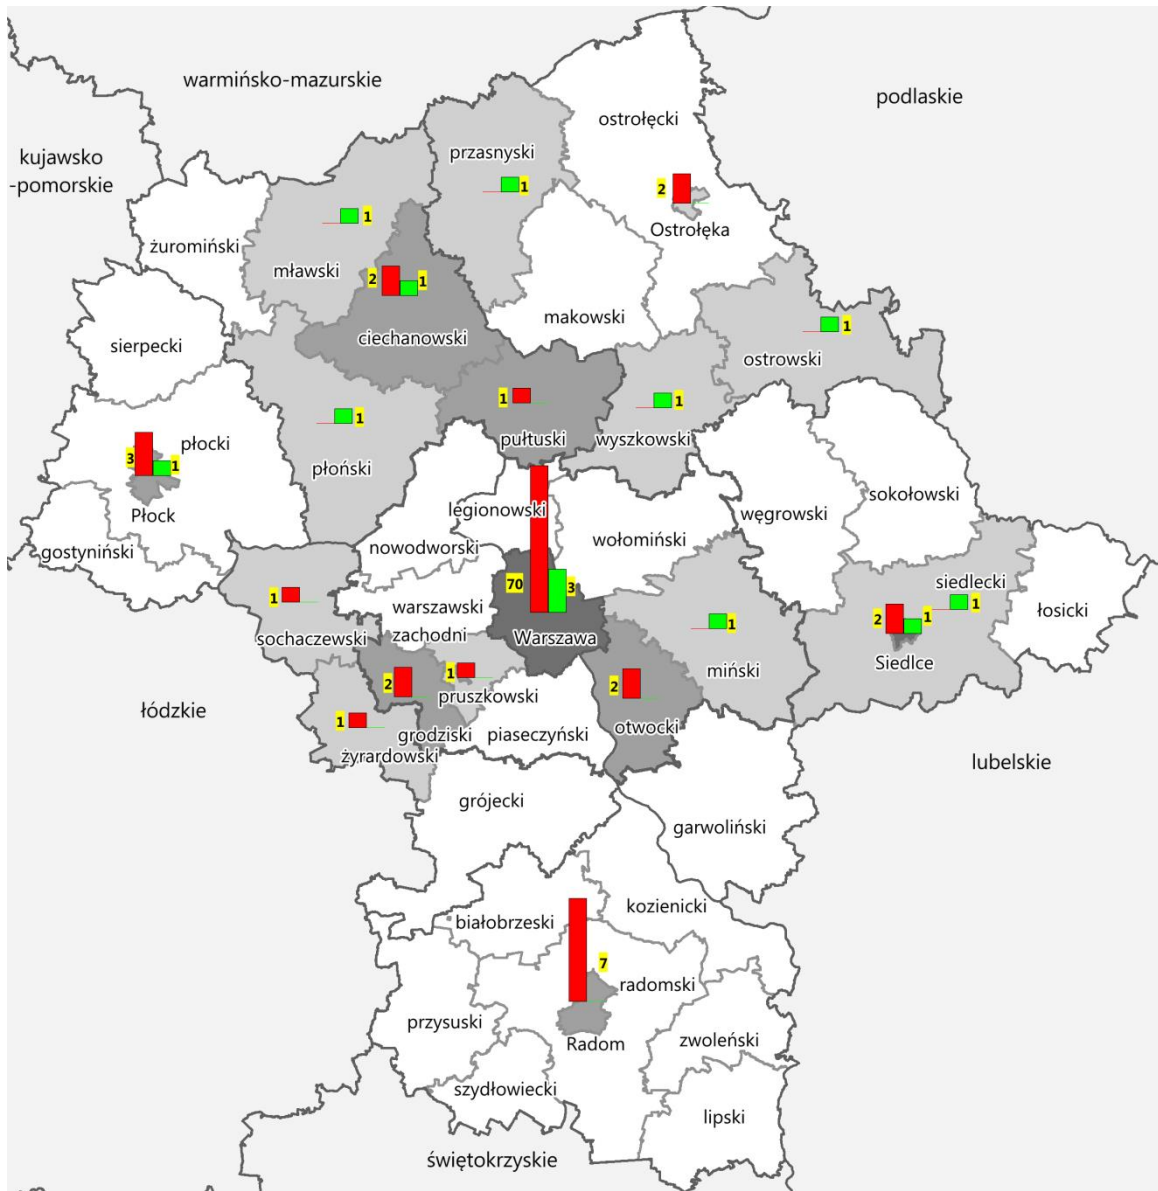 warmińsko-mazurskie
podlaskie
kujawsko
-pomorskie
ostrołęcki
przasnyski
1
2
Ostrołęka
1
żuromiński
mławski
2
1
makowski
ciechanowski
1
ostrowski
sierpecki
1
1
1
płocki
pułtuski
wyszkowski
płoński
3
1
Płock
sokołowski
legionowski
węgrowski
gostyniński
nowodworski
wołomiński
70
3
siedlecki
1
1
warszawski
zachodni
1
2
1
łosicki
sochaczewski
Warszawa
Siedlce
miński
1
2
2
pruszkowski
łódzkie
1
grodziski
piaseczyński
otwocki
żyrardowski
lubelskie
grójecki
garwoliński
białobrzeski
kozienicki
7
radomski
przysuski
zwoleński
Radom
szydłowiecki
lipski
świętokrzyskie